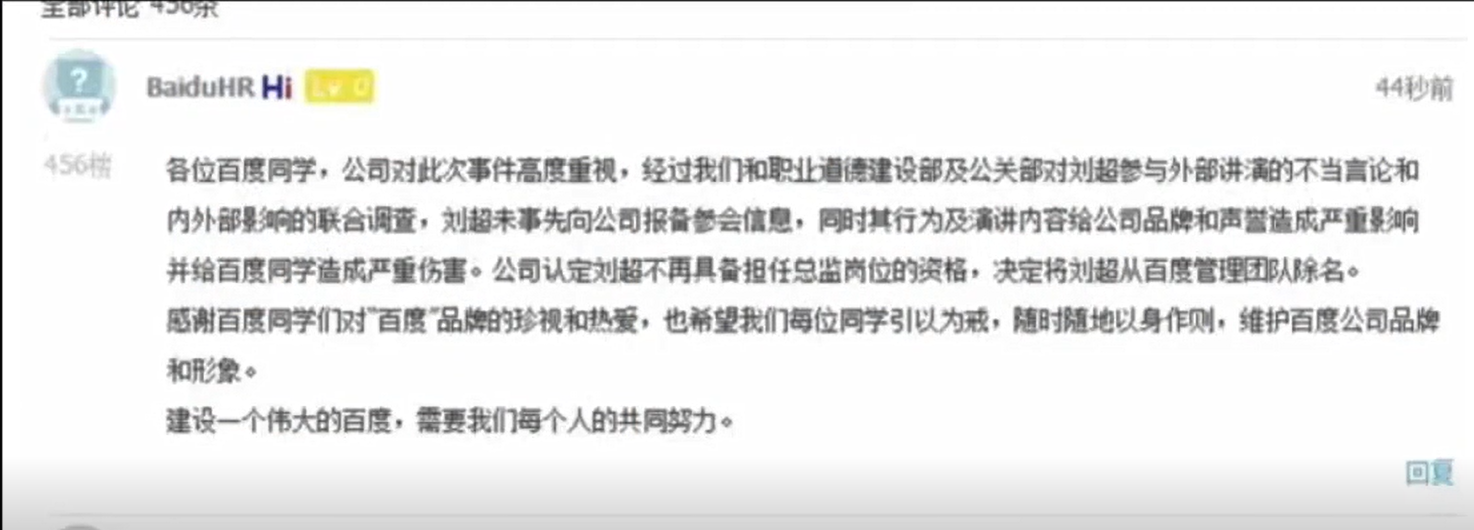 全部评论 456条
BaiduHR Hi Lv 0
44秒前
456楼
各位百度同学，公司对此次事件高度重视，经过我们和职业道德建设部及公关部对刘超参与外部讲演的不当言论和
内外部影响的联合调查，刘超未事先向公司报备参会信息，同时其行为及演讲内容给公司品牌和声誉造成严重影响
并给百度同学造成严重伤害。公司认定刘超不再具备担任总监岗位的资格，决定将刘超从百度管理团队除名。
感谢百度同学们对"百度"品牌的珍视和热爱，也希望我们每位同学引以为戒，随时随地以身作则，维护百度公司品牌
和形象。
建设一个伟大的百度，需要我们每个人的共同努力。
回复